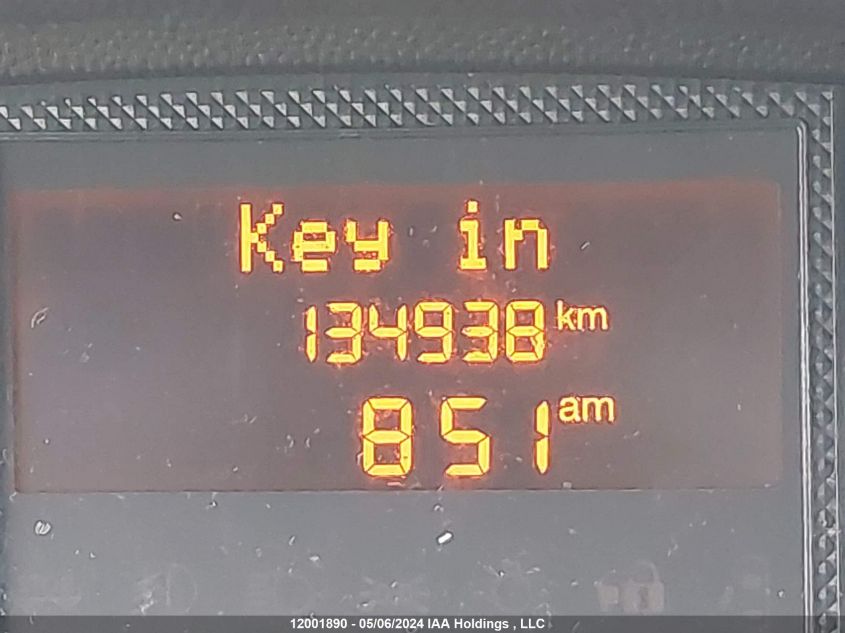 Key in
134938 km
851 am
12001890 - 05/06/2024 IAA Holdings , LLC